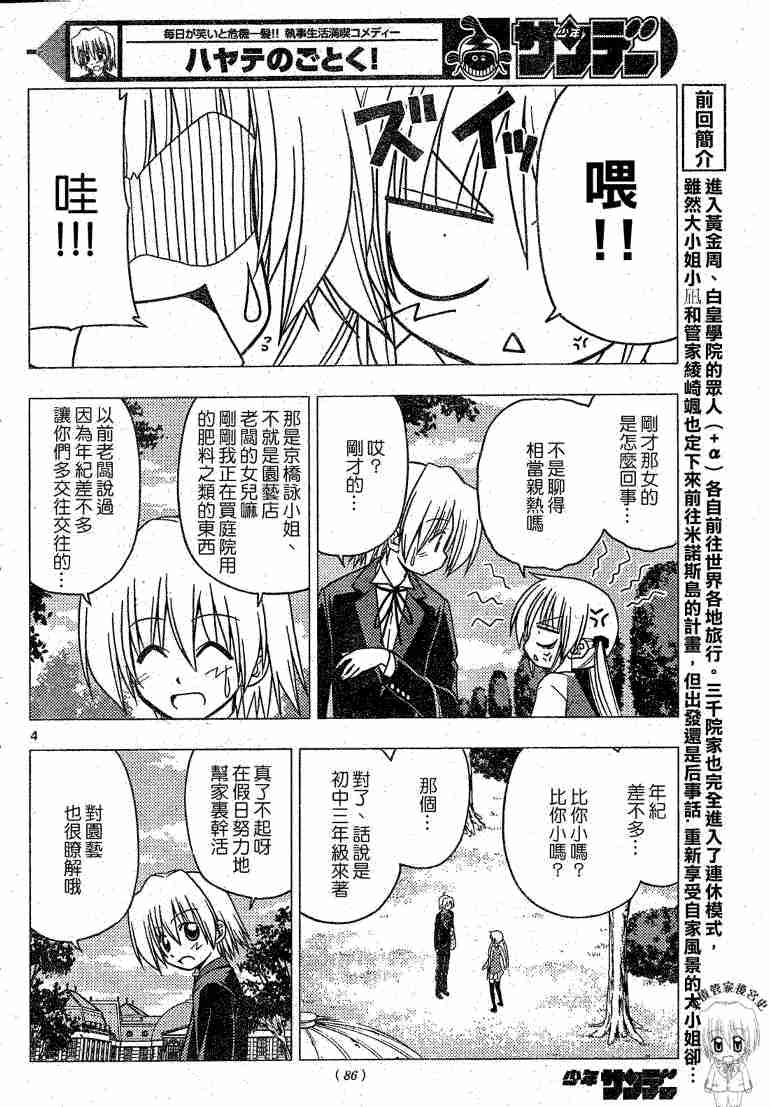 毎日が笑いと危機一髪!! 執事生活満喫コメディー
ハヤテのごとく!
少年サンデー
前回簡介
進入黃金周、白皇學院的眾人（+α）各自前往世界各地旅行。三千院家也完全進入了連休模式，
雖然大小姐小凪和管家綾崎颯也定下來前往米諾斯島的計畫，但出發還是后事話．重新享受自家風景的大小姐卻…
喂!!
ズイッ
哇!!!
剛才那女的
是怎麼回事…
不是聊得
相當親熱嗎
哎?
剛才的…
那是京橋詠小姐、
不就是園藝店
老闆的女兒嘛
剛剛我正在買庭院用
的肥料之類的東西
以前老闆說過
因為年紀差不多
讓你們多交往交往的…
4
年紀
差不多…
比你小嗎?
比你小嗎?
那個…
對了、話說是
初中三年級來著
真了不起呀
在假日努力地
幫家裏幹活
對園藝
也很瞭解哦
(86)
少年サンデー
管家後宮史